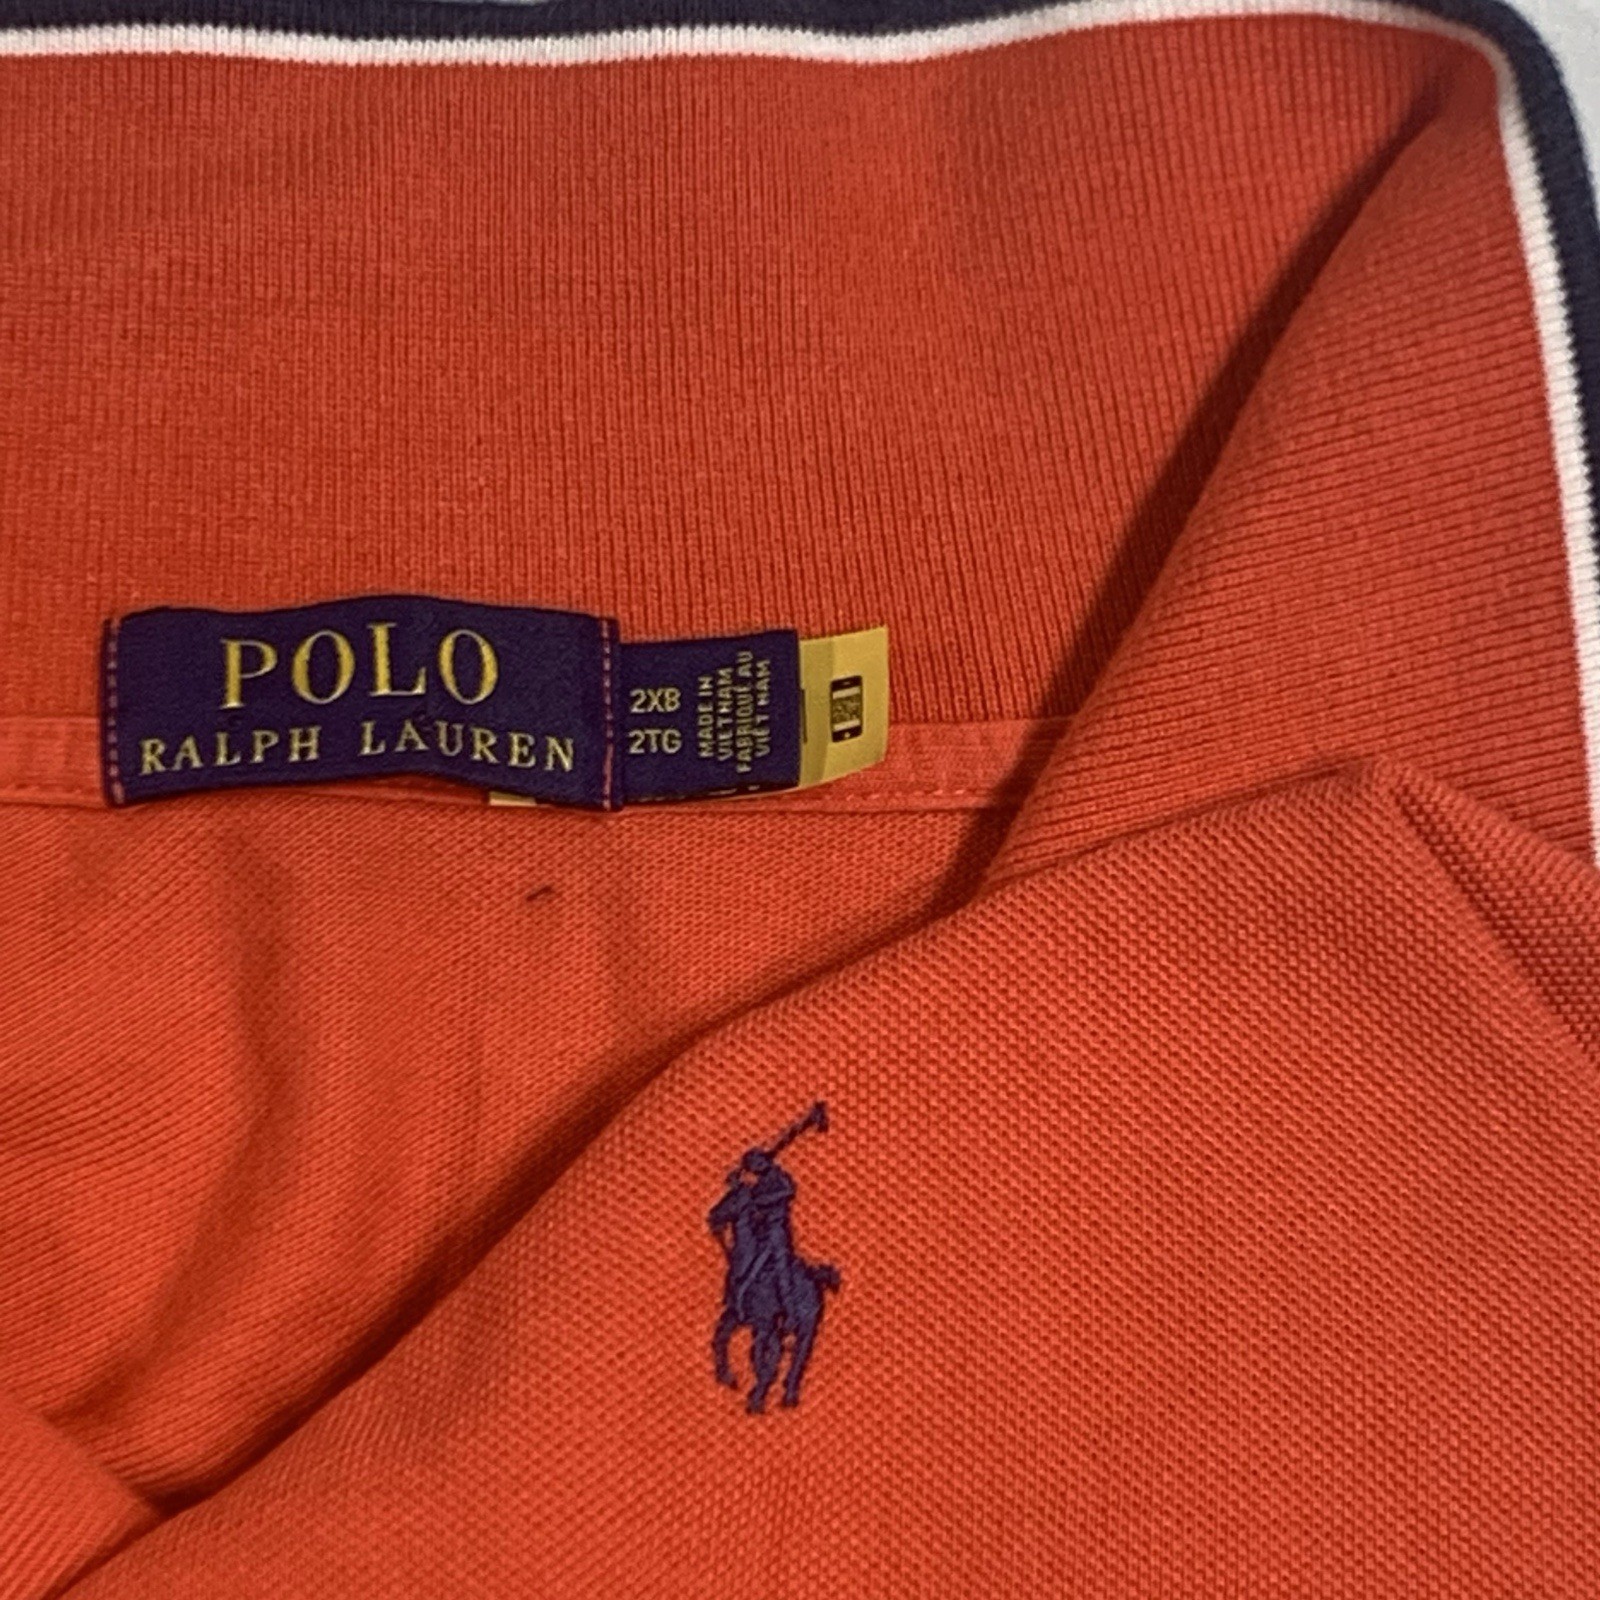 POLO
RALPH LAUREN
2XB
2TG
MADE IN
VIETNAM
FABRIQUÉ AU
VIET NAM